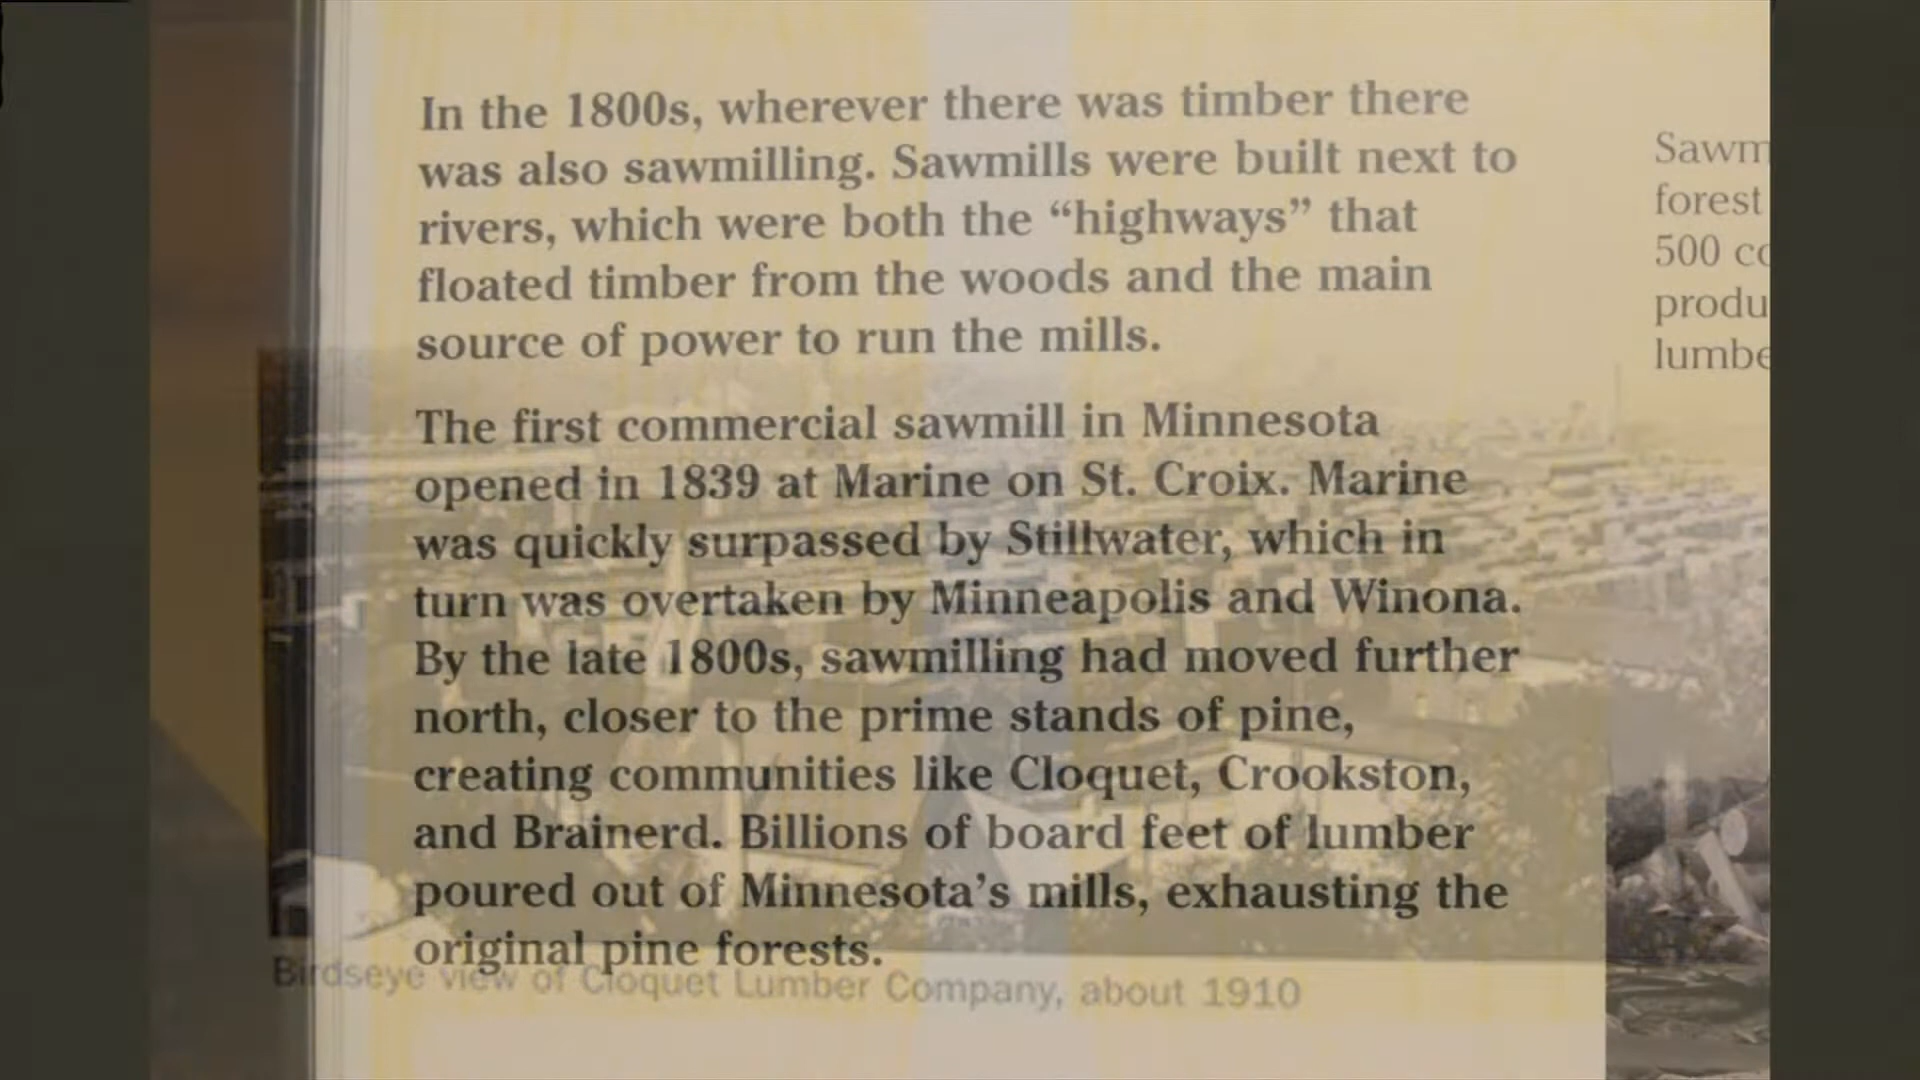 In the 1800s, wherever there was timber there
was also sawmilling. Sawmills were built next to
rivers, which were both the “highways” that
floated timber from the woods and the main
source of power to run the mills.
The first commercial sawmill in Minnesota
opened in 1839 at Marine on St. Croix. Marine
was quickly surpassed by Stillwater, which in
turn was overtaken by Minneapolis and Winona.
By the late 1800s, sawmilling had moved further
north, closer to the prime stands of pine,
creating communities like Cloquet, Crookston,
and Brainerd. Billions of board feet of lumber
poured out of Minnesota’s mills, exhausting the
original pine forests.
Birdseye view of Cloquet Lumber Company, about 1910
Sawm
forest
500 co
produ
lumbe